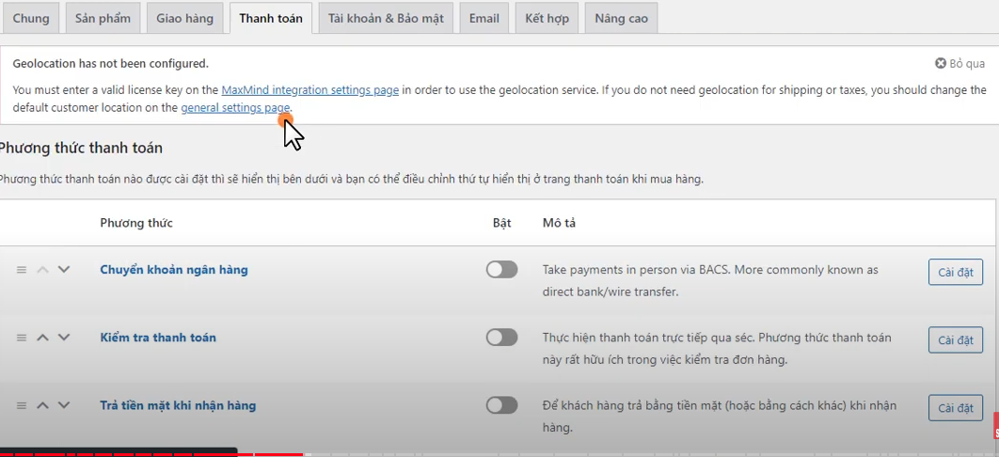 Chung Sản phẩm Giao hàng Thanh toán Tài khoản & Bảo mật Email Kết hợp Nâng cao
Geolocation has not been configured. Bỏ qua
You must enter a valid license key on the MaxMind integration settings page in order to use the geolocation service. If you do not need geolocation for shipping or taxes, you should change the
default customer location on the general settings page.
Phương thức thanh toán
Phương thức thanh toán nào được cài đặt thì sẽ hiển thị bên dưới và bạn có thể điều chỉnh thứ tự hiển thị ở trang thanh toán khi mua hàng.
Phương thức Bật Mô tả
Chuyển khoản ngân hàng Take payments in person via BACS. More commonly known as Cài đặt
direct bank/wire transfer.
Kiểm tra thanh toán Thực hiện thanh toán trực tiếp qua séc. Phương thức thanh toán Cài đặt
này rất hữu ích trong việc kiểm tra đơn hàng.
Trả tiền mặt khi nhận hàng Để khách hàng trả bằng tiền mặt (hoặc bằng cách khác) khi nhận Cài đặt
hàng.